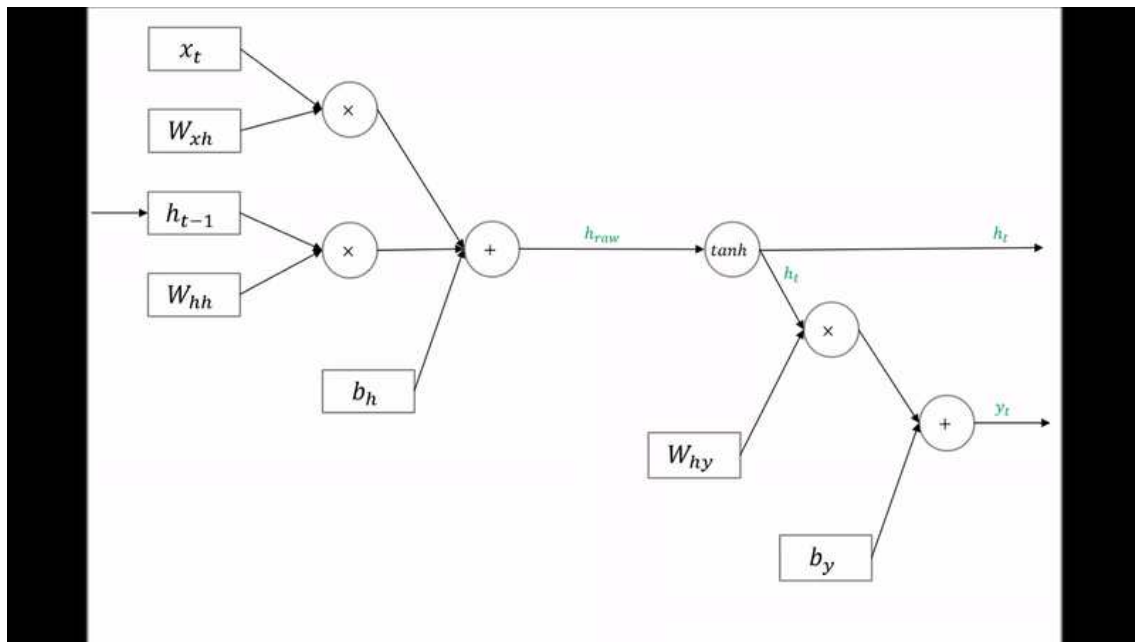 x_t
×
W_xh
h_{t-1}
×
+
h_raw
tanh
h_t
h_t
W_hh
×
b_h
+
y_t
W_hy
b_y